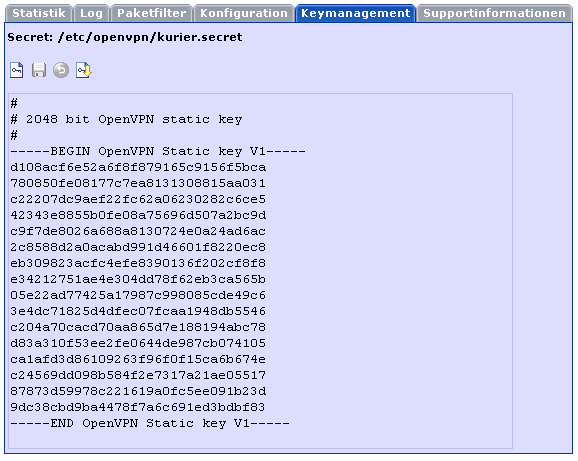 Statistik Log Paketfilter Konfiguration Keymanagement Supportinformationen
Secret: /etc/openvpn/kurier.secret
#
# 2048 bit OpenVPN static key
#
-----BEGIN OpenVPN Static key V1-----
d108acf6e52a6f8f879165c9156f5bca
780850fe08177c7ea8131308815aa031
c22207dc9aef22fc62a06230282c6ce5
42343e8855b0fe08a75696d507a2bc9d
c9f7de8026a688a8130724e0a24ad6ac
2c8588d2a0acabd991d46601f8220ec8
eb309823acfc4efe8390136f202cf8f8
e34212751ae4e304dd78f62eb3ca565b
05e22ad77425a17987c998085cde49c6
3e4dc71825d4dfec07fcaa1948db5546
c204a70cacd70aa865d7e188194abc78
d83a310f53ee2fe0644de987cb074105
ca1afd3d86109263f96f0f15ca6b674e
c24569dd098b584f2e7317a21ae05517
87873d59978c221619a0fc5ee091b23d
9dc38cbd9ba4478f7a6c691ed3bdbf83
-----END OpenVPN Static key V1-----